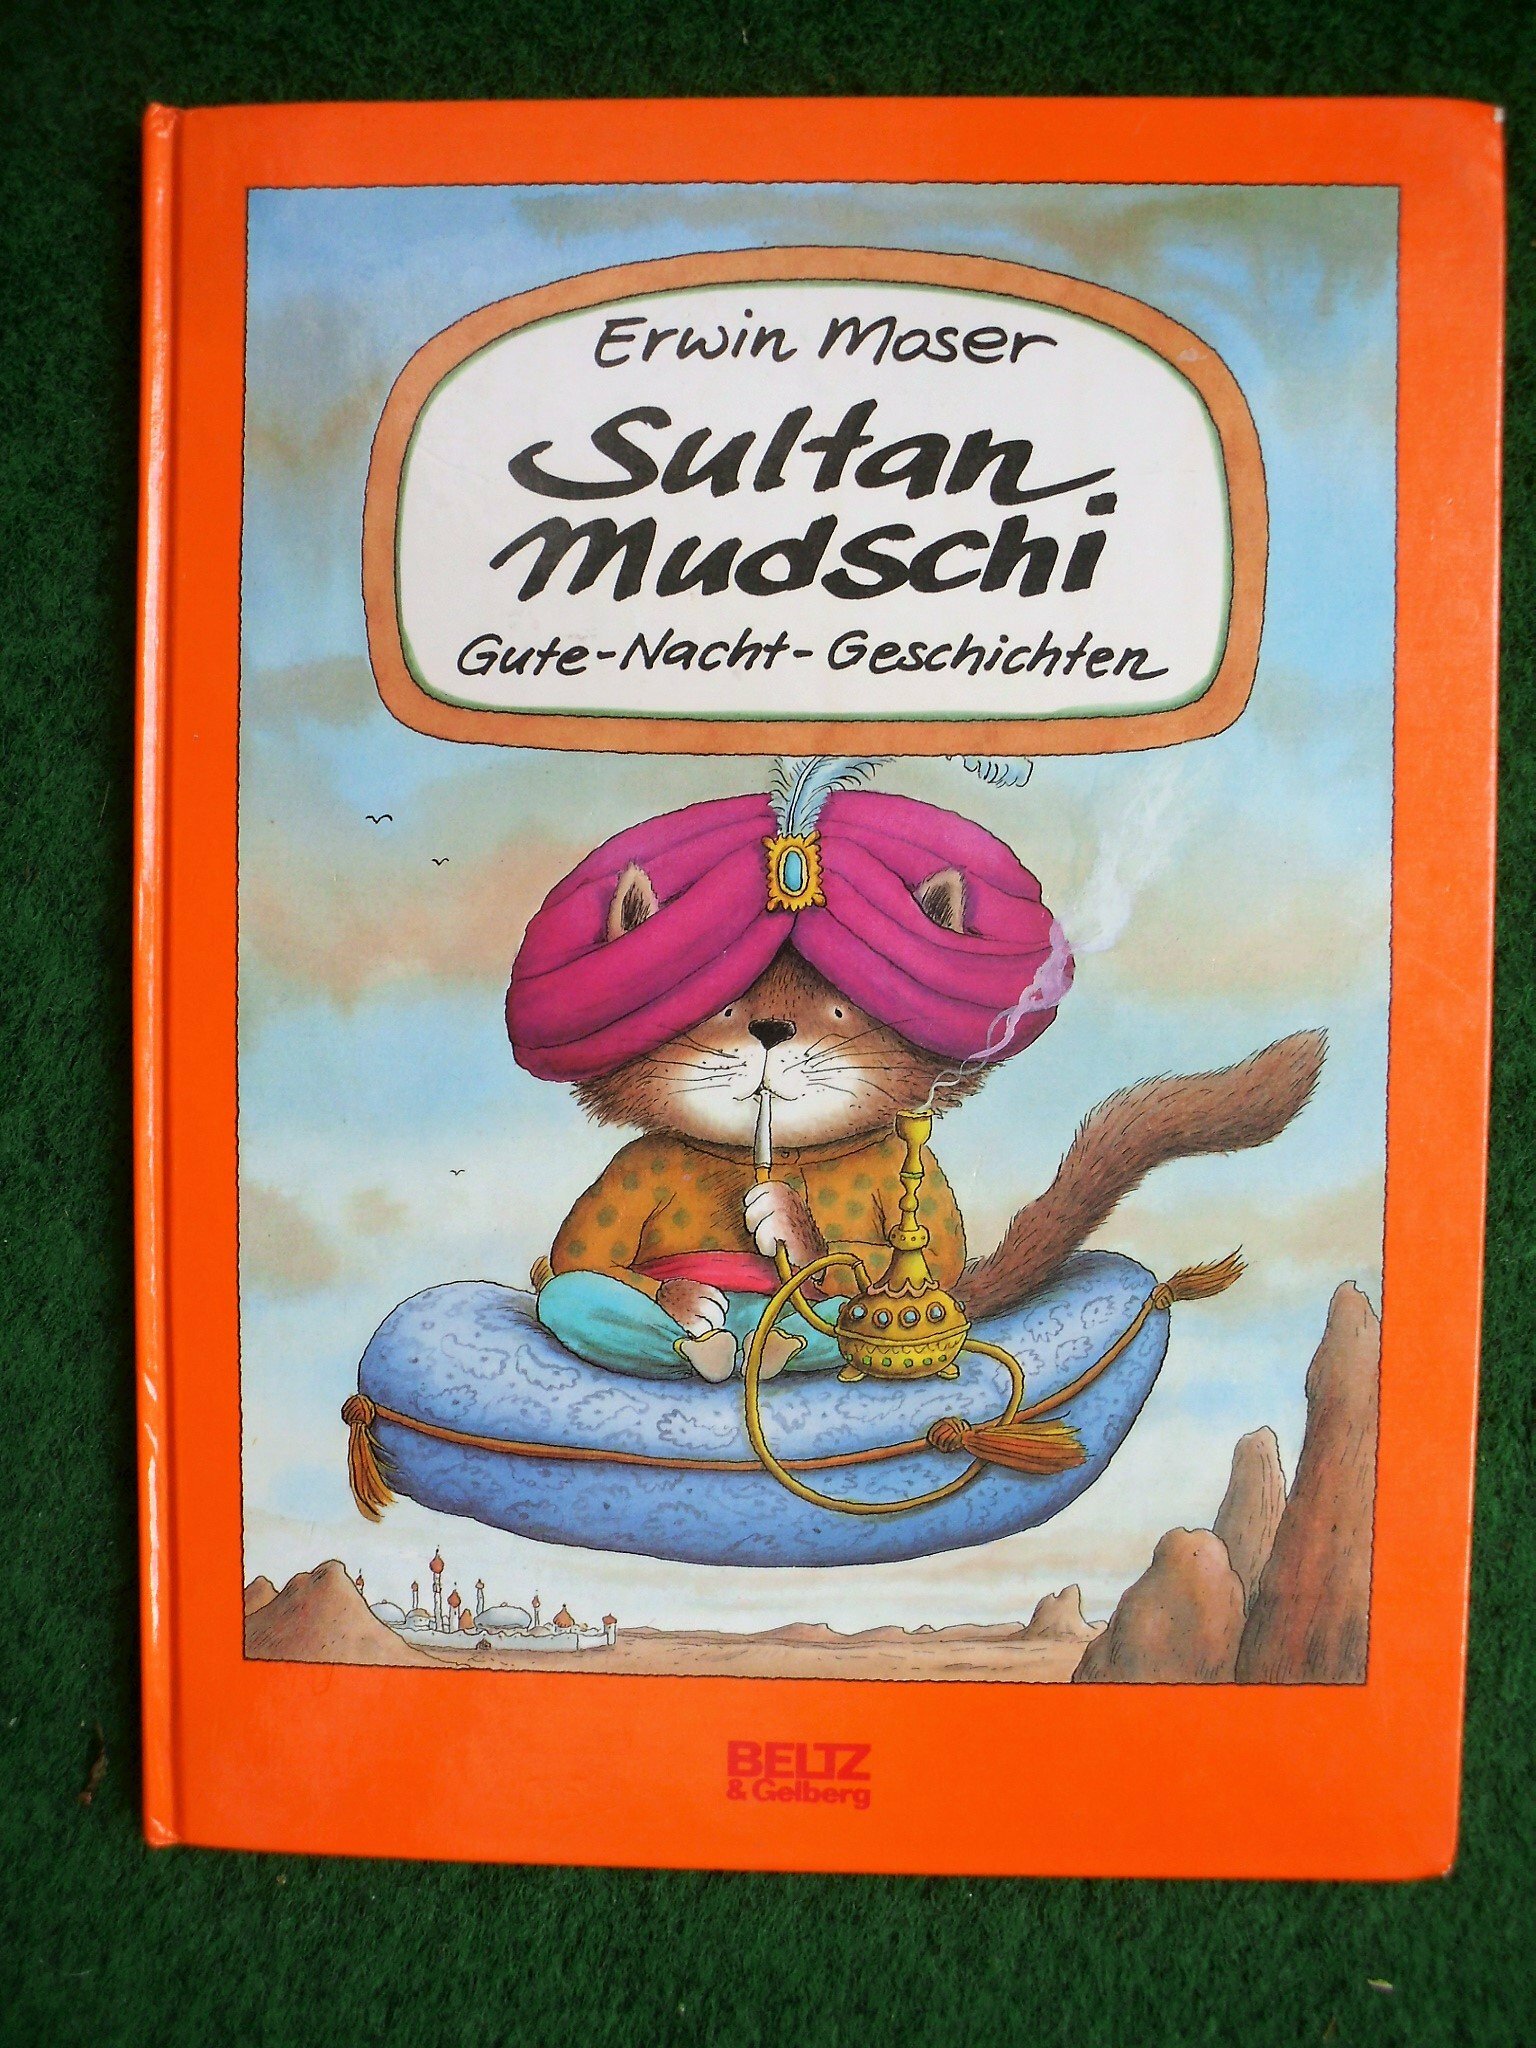 Erwin Moser
Sultan
Mudschi
Gute-Nacht-Geschichten
BELTZ
& Gelberg